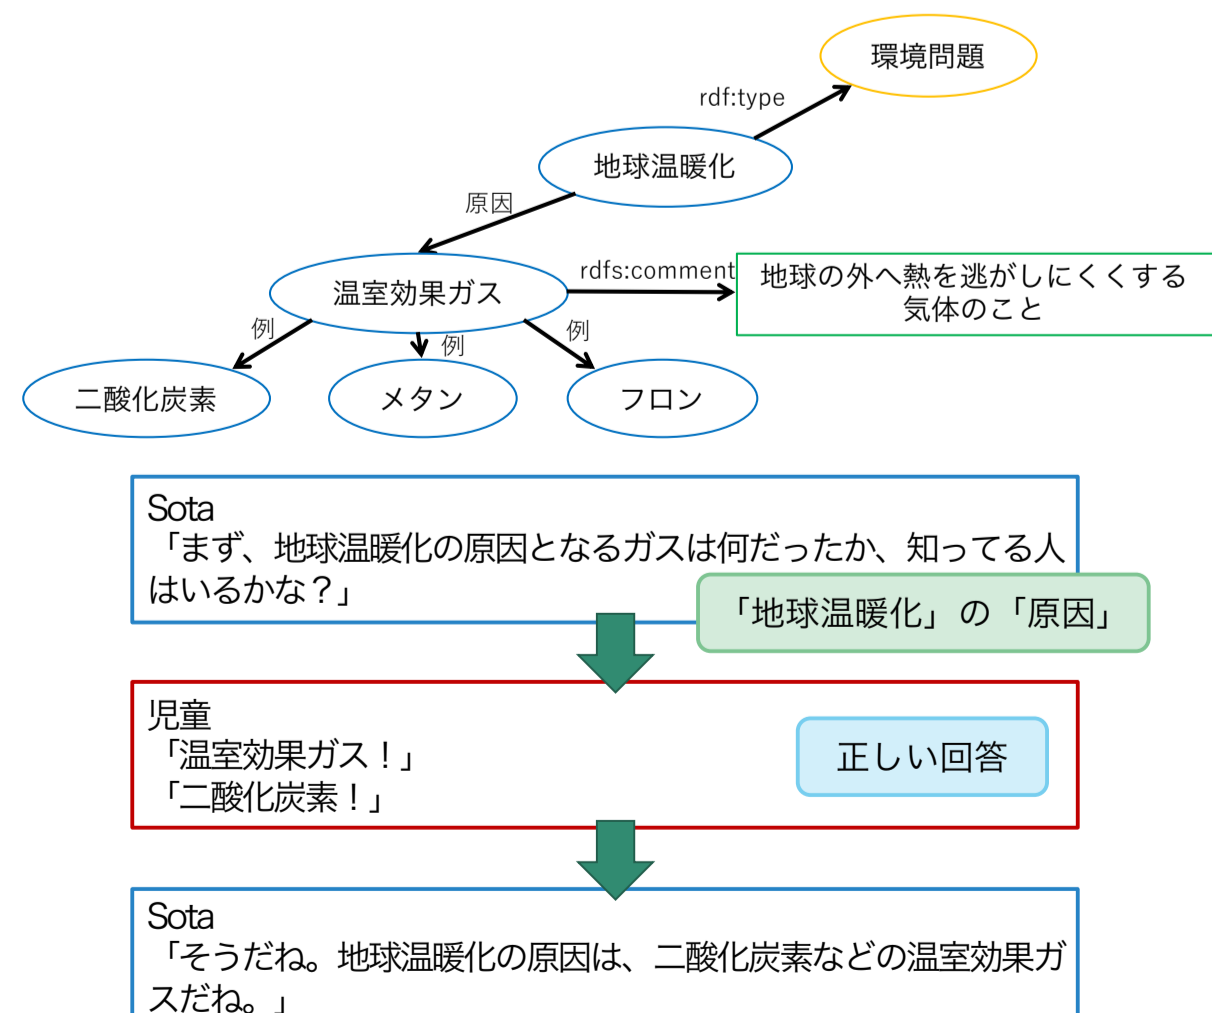 環境問題
rdf:type
地球温暖化
原因
温室効果ガス
rdfs:comment
地球の外へ熱を逃がしにくくする
気体のこと
例
例
例
二酸化炭素
メタン
フロン
Sota
「まず、地球温暖化の原因となるガスは何だったか、知ってる人
はいるかな？」
「地球温暖化」の「原因」
児童
「温室効果ガス！」
「二酸化炭素！」
正しい回答
Sota
「そうだね。地球温暖化の原因は、二酸化炭素などの温室効果ガ
スだね。」